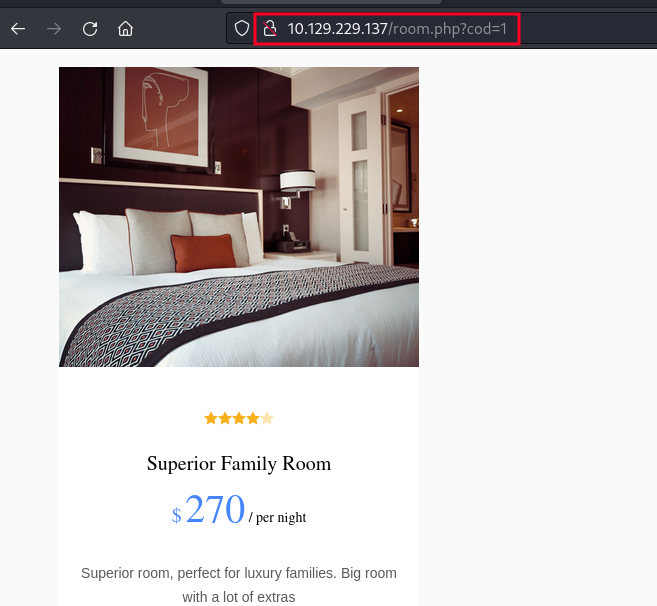 10.129.229.137/room.php?cod=1
Superior Family Room
$ 270 / per night
Superior room, perfect for luxury families. Big room
with a lot of extras